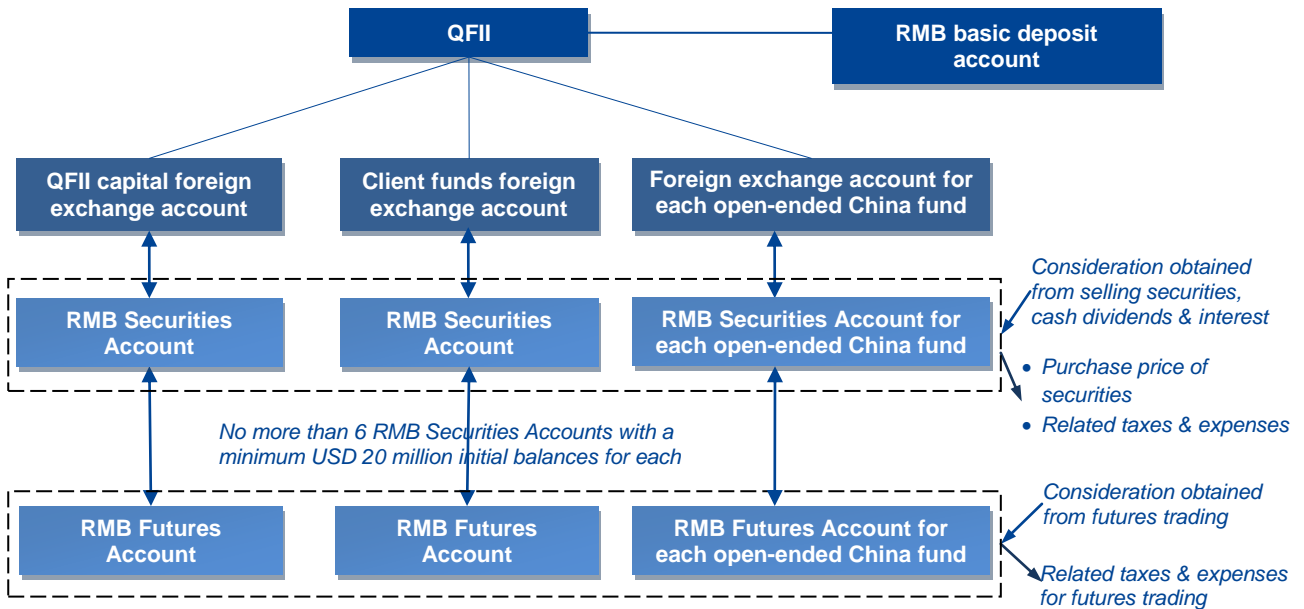 QFII
RMB basic deposit
account
QFII capital foreign
exchange account
Client funds foreign
exchange account
Foreign exchange account for
each open-ended China fund
RMB Securities
Account
RMB Securities
Account
RMB Securities Account for
each open-ended China fund
Consideration obtained
from selling securities,
cash dividends & interest
• Purchase price of
securities
• Related taxes & expenses
No more than 6 RMB Securities Accounts with a
minimum USD 20 million initial balances for each
RMB Futures
Account
RMB Futures
Account
RMB Futures Account for
each open-ended China fund
Consideration obtained
from futures trading
Related taxes & expenses
for futures trading